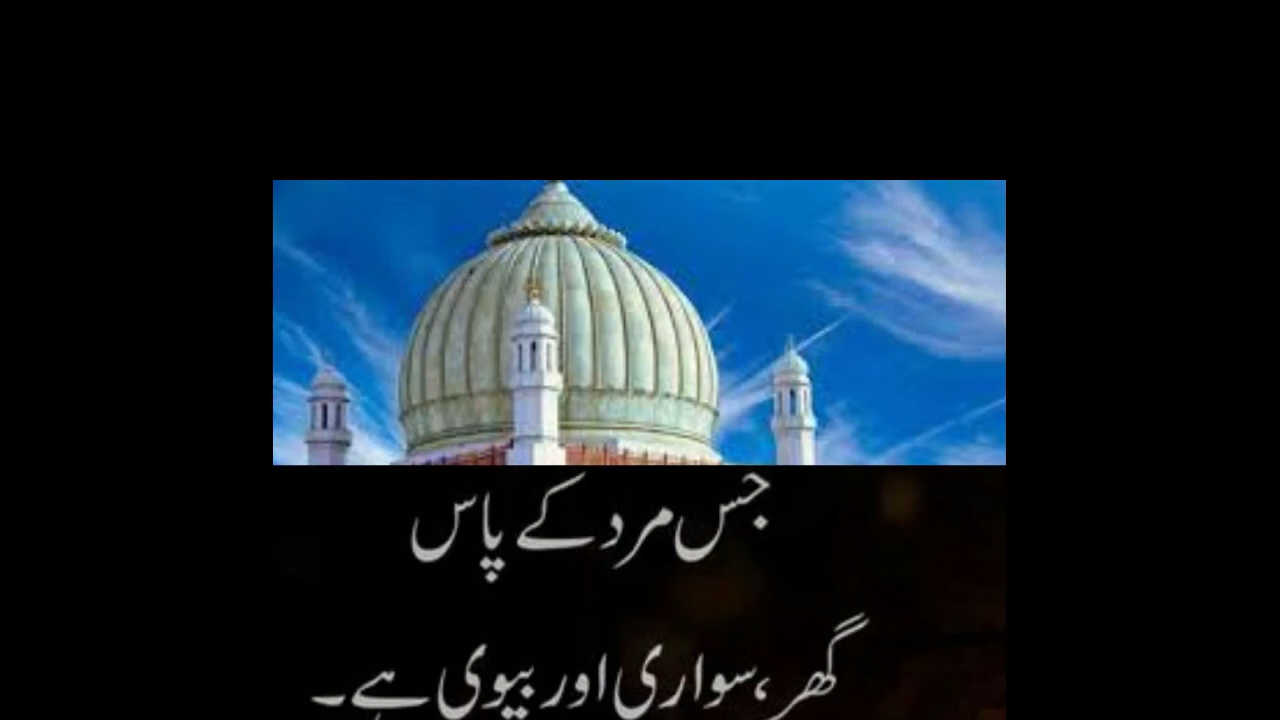 جس مرد کے پاس
گھر ،سواری اور بیوی ہے۔